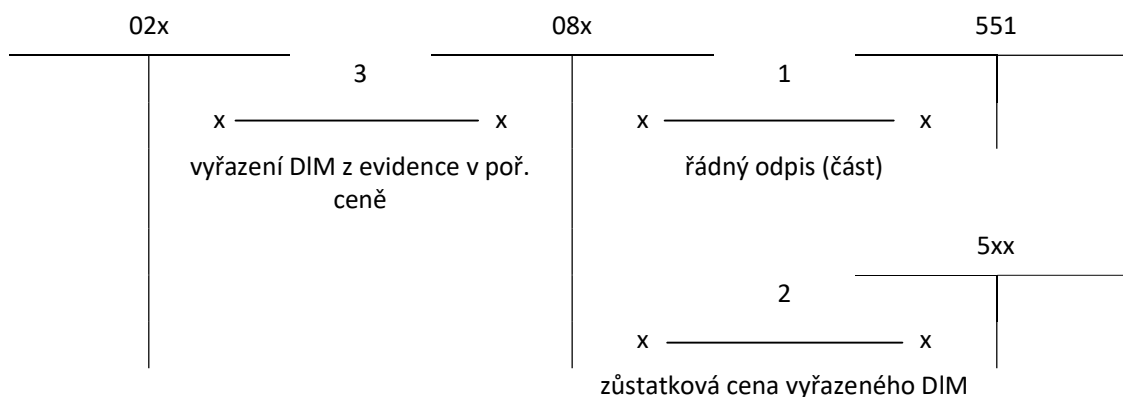 02x 08x 551
3 1
x x x x
vyřazení DlM z evidence v poř. řádný odpis (část)
ceně
5xx
2
x x
zůstatková cena vyřazeného DlM